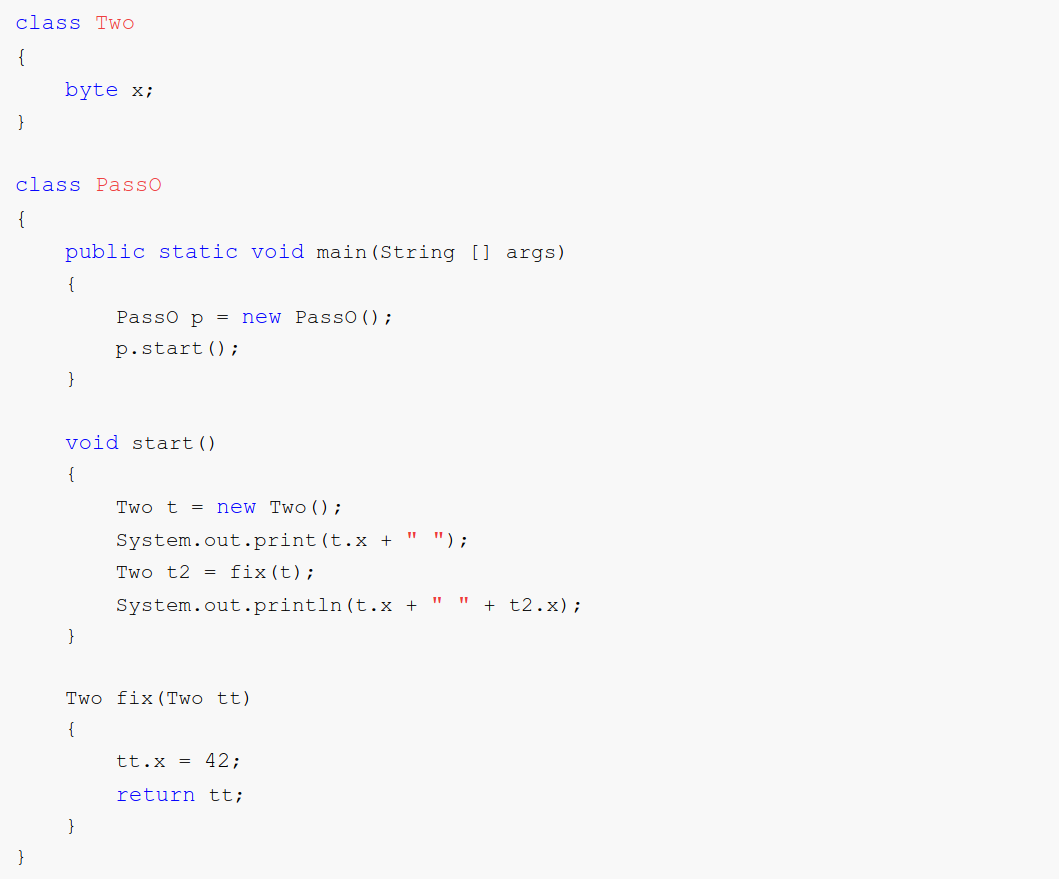 class Two
{
    byte x;
}

class PassO
{
    public static void main(String [] args)
    {
        PassO p = new PassO();
        p.start();
    }

    void start()
    {
        Two t = new Two();
        System.out.print(t.x + " ");
        Two t2 = fix(t);
        System.out.println(t.x + " " + t2.x);
    }

    Two fix(Two tt)
    {
        tt.x = 42;
        return tt;
    }
}